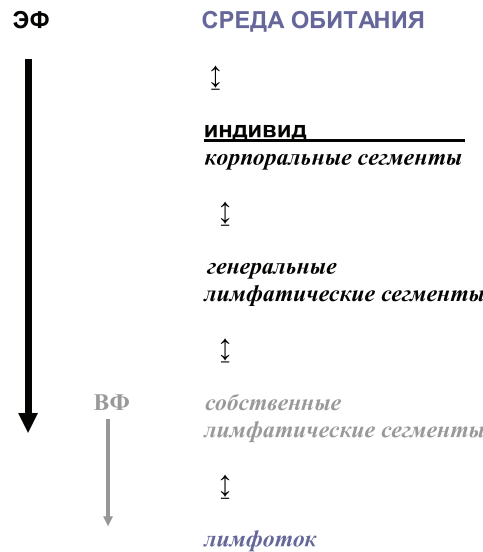 ЭФ СРЕДА ОБИТАНИЯ
↨
индивид
корпоральные сегменты
↨
генеральные
лимфатические сегменты
↨
ВФ собственные
лимфатические сегменты
↨
лимфоток